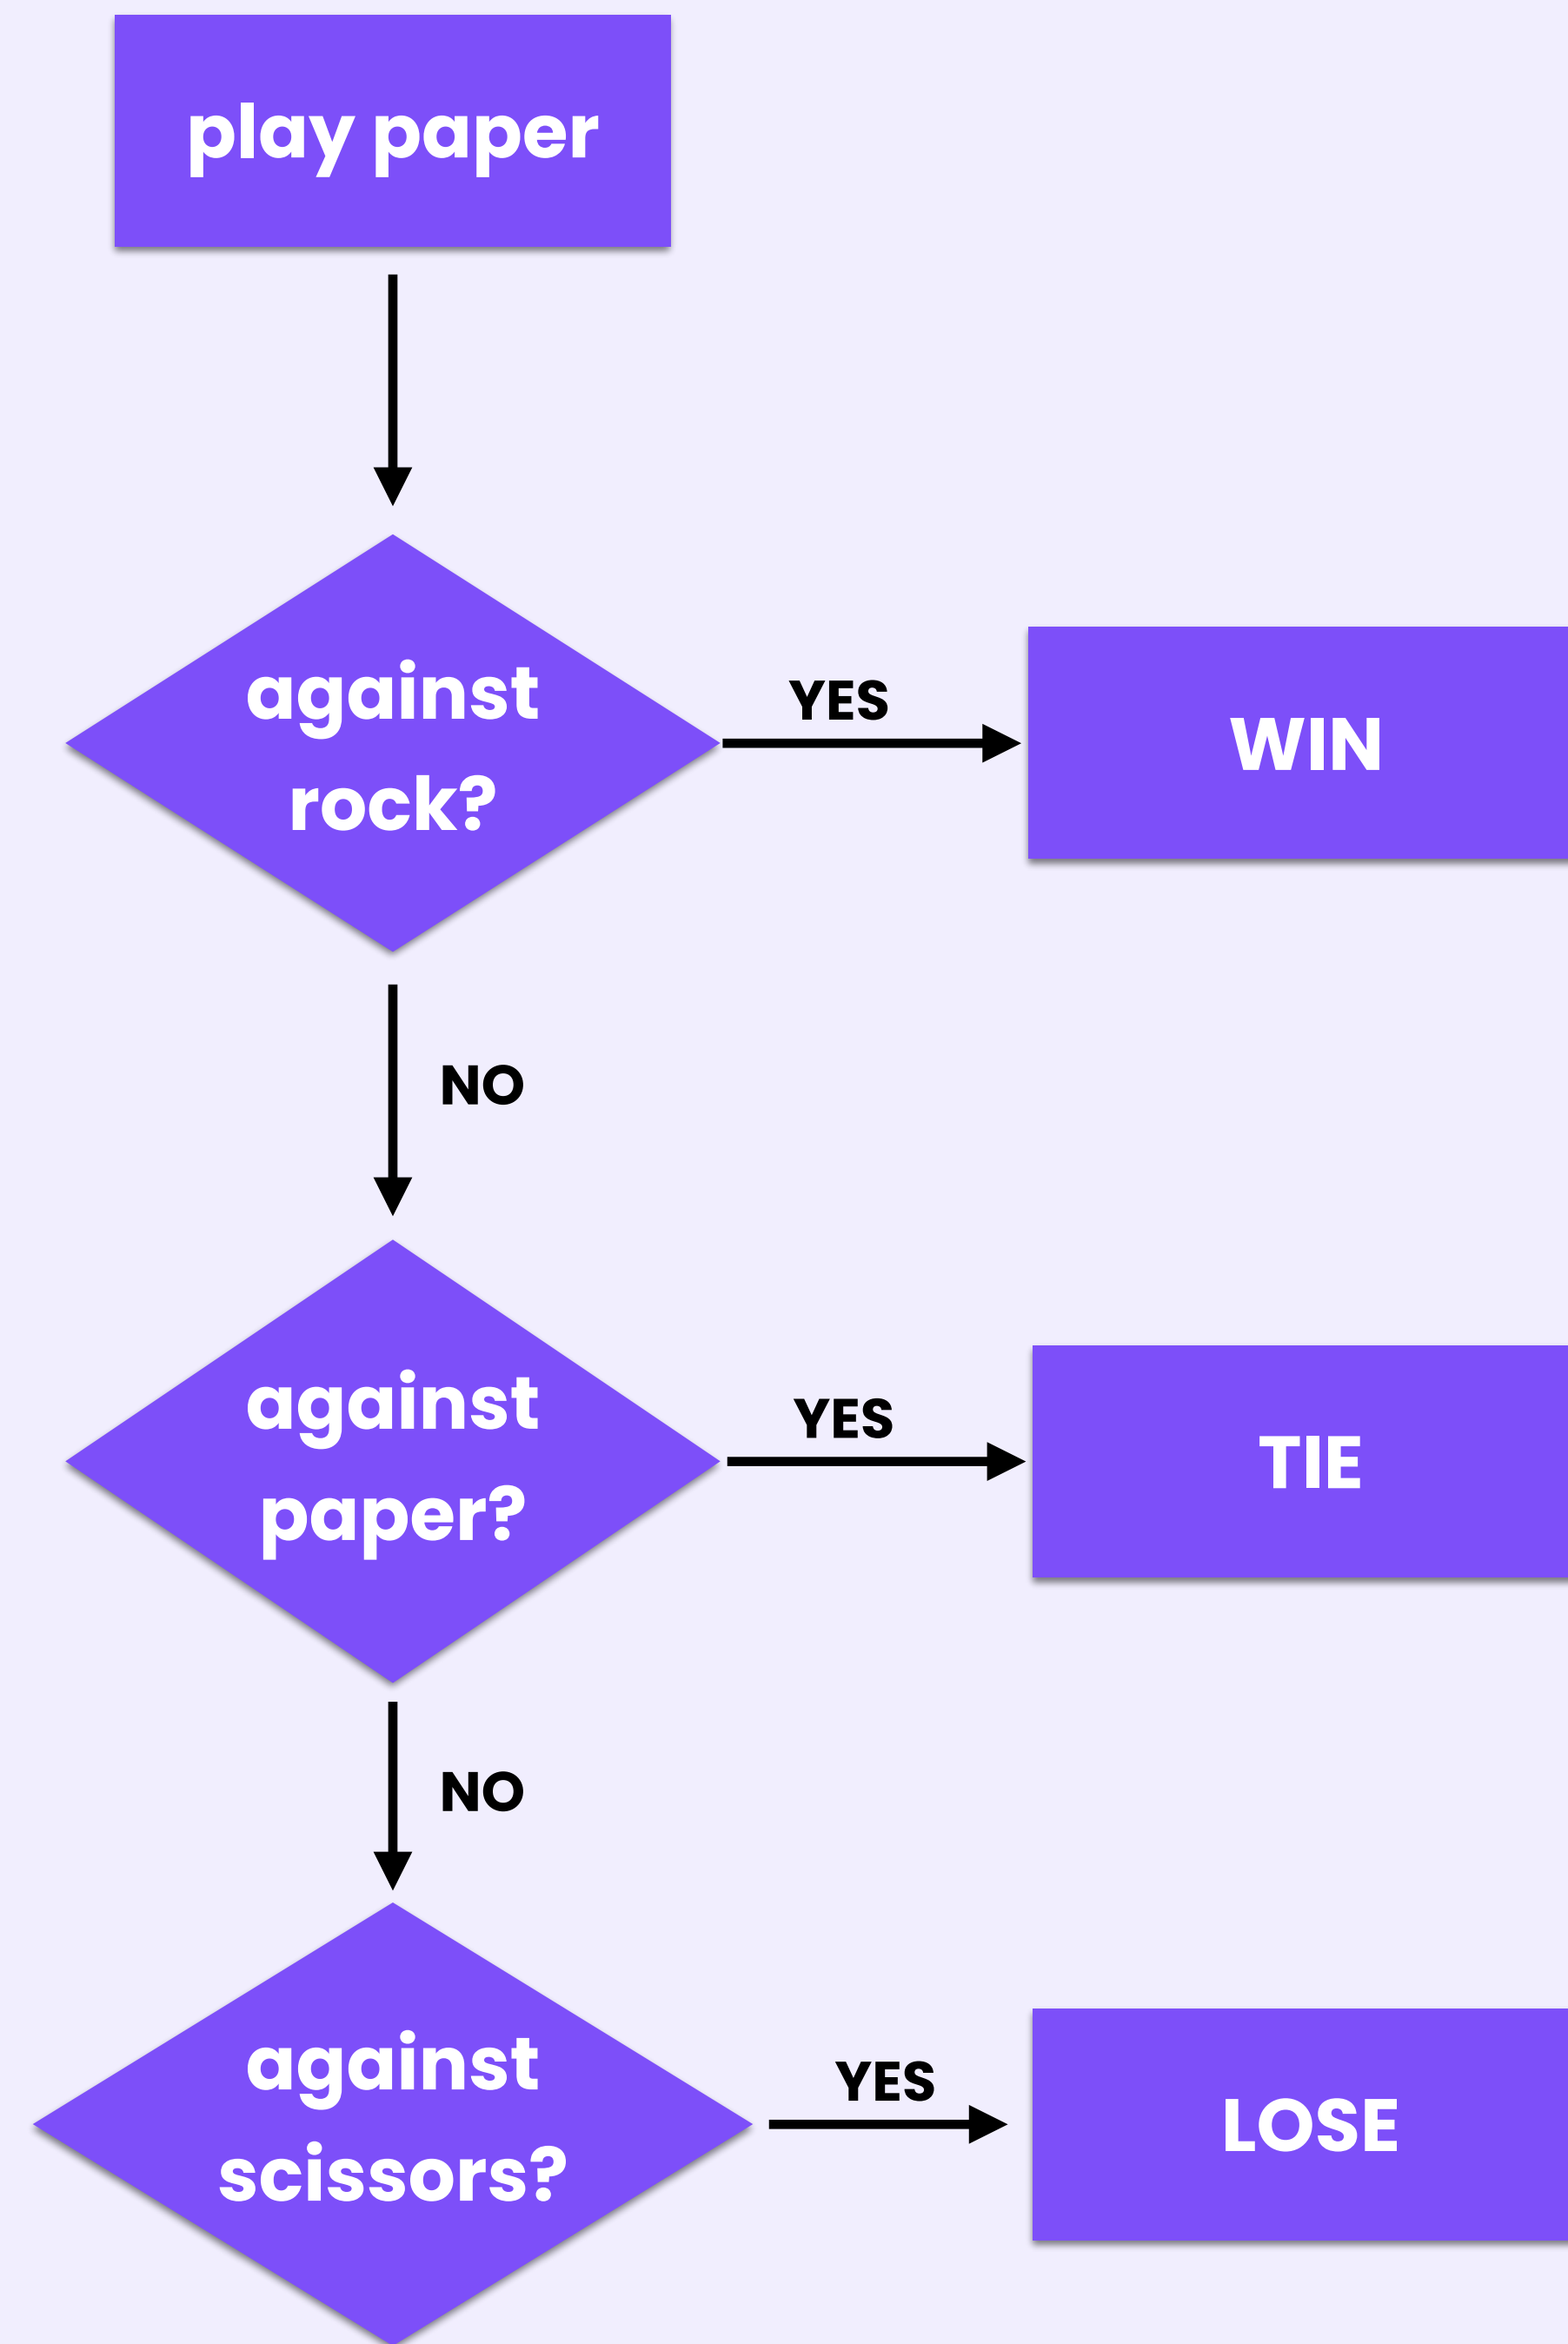 play paper
against
rock?
YES
WIN
NO
against
paper?
YES
TIE
NO
against
scissors?
YES
LOSE